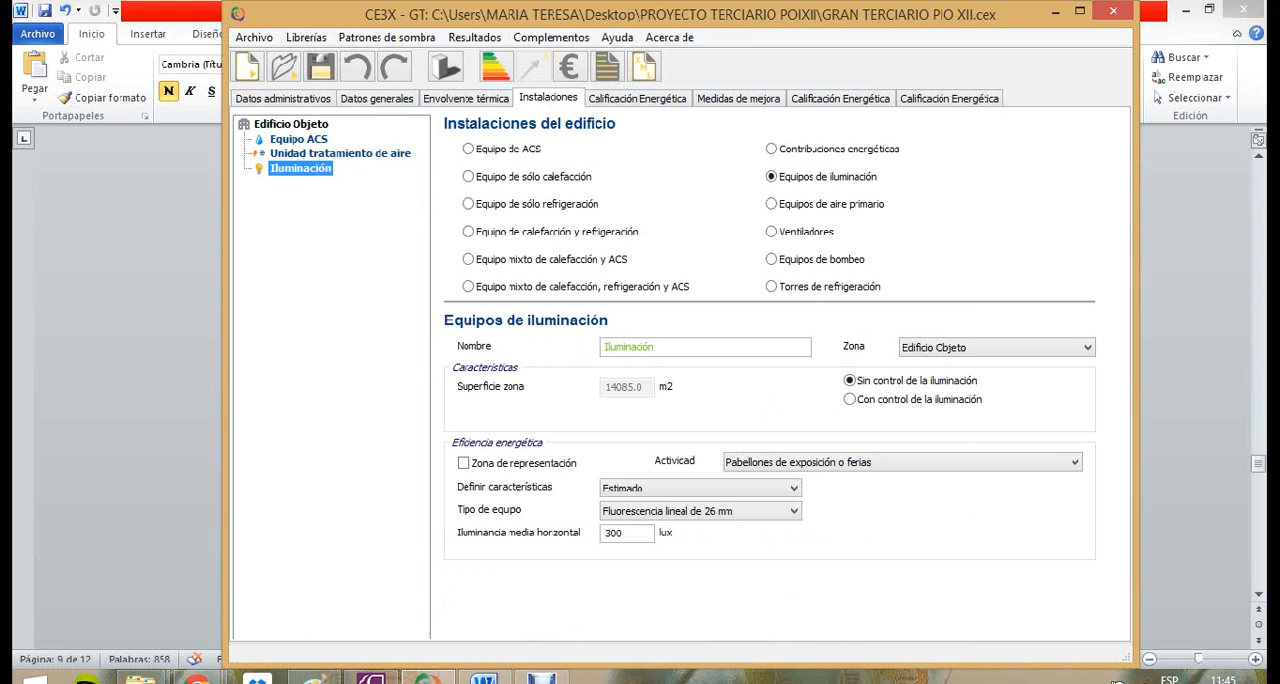 CE3X - GT: C:\Users\MARIA TERESA\Desktop\PROYECTO TERCIARIO POIXII\GRAN TERCIARIO PIO XII.cex
Archivo Inicio Insertar Diseño
Archivo Librerías Patrones de sombra Resultados Complementos Ayuda Acerca de
Pegar
Cortar
Copiar
Copiar formato
Portapapeles
Cambria (Títu
N K S
Buscar
Reemplazar
Seleccionar
Edición
Datos administrativos Datos generales Envolvente térmica Instalaciones Calificación Energética Medidas de mejora Calificación Energética Calificación Energética
Edificio Objeto
Equipo ACS
Unidad tratamiento de aire
Iluminación
Instalaciones del edificio
Equipo de ACS Contribuciones energéticas
Equipo de sólo calefacción Equipos de iluminación
Equipo de sólo refrigeración Equipos de aire primario
Equipo de calefacción y refrigeración Ventiladores
Equipo mixto de calefacción y ACS Equipos de bombeo
Equipo mixto de calefacción, refrigeración y ACS Torres de refrigeración
Equipos de iluminación
Nombre Iluminación Zona Edificio Objeto
Características
Superficie zona 14085.0 m2 Sin control de la iluminación
Con control de la iluminación
Eficiencia energética
Zona de representación Actividad Pabellones de exposición o ferias
Definir características Estimado
Tipo de equipo Fluorescencia lineal de 26 mm
Iluminancia media horizontal 300 lux
Página: 9 de 12 Palabras: 858
ESP 11:45